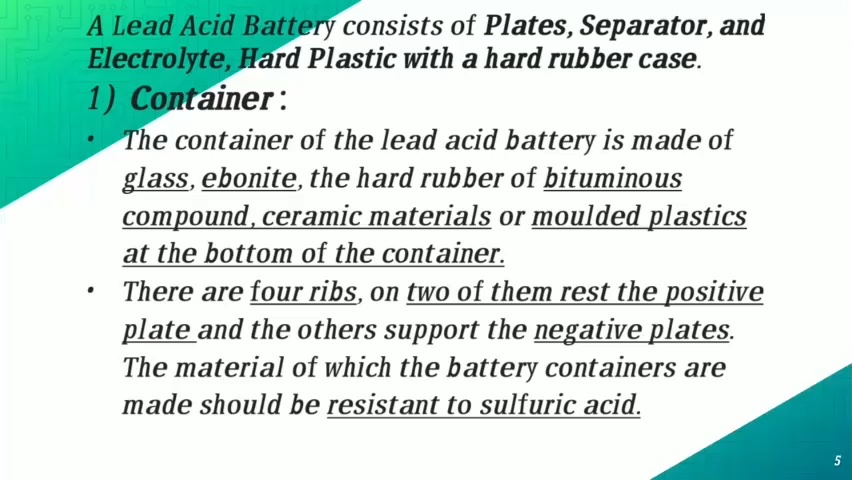 A Lead Acid Battery consists of Plates, Separator, and
Electrolyte, Hard Plastic with a hard rubber case.
1) Container:
• The container of the lead acid battery is made of
glass, ebonite, the hard rubber of bituminous
compound, ceramic materials or moulded plastics
at the bottom of the container.
• There are four ribs, on two of them rest the positive
plate and the others support the negative plates.
The material of which the battery containers are
made should be resistant to sulfuric acid.
5